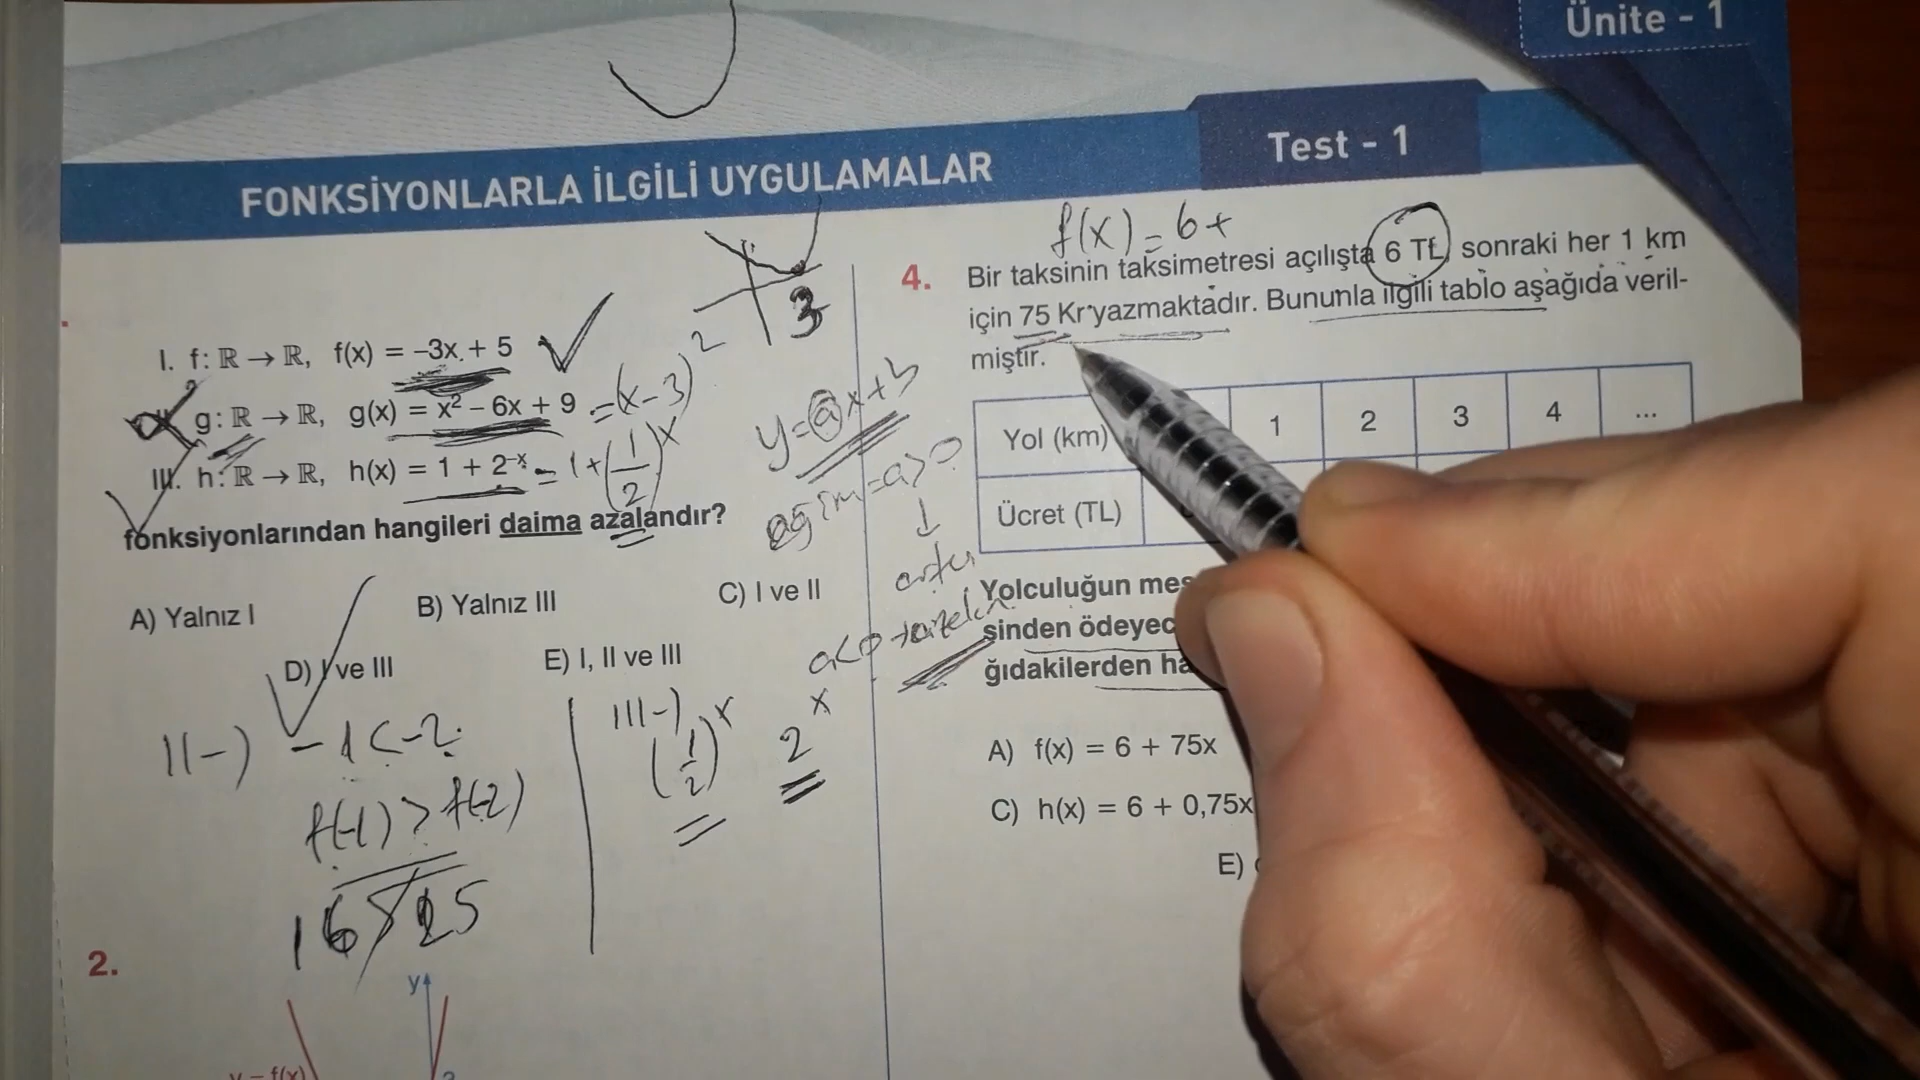 Ünite - 1
Test - 1
FONKSİYONLARLA İLGİLİ UYGULAMALAR
I. f: ℝ → ℝ, f(x) = -3x + 5
g: ℝ → ℝ, g(x) = x² - 6x + 9 = (x-3)²
III. h: ℝ → ℝ, h(x) = 1 + 2⁻ˣ = 1+(1/2)ˣ
fonksiyonlarından hangileri daima azalandır?
A) Yalnız I
B) Yalnız III
C) I ve II
D) I ve III
E) I, II ve III
3
y=ax+b
eğim=a>0
↓
artan
a<0→azalan
II-) -1<-2
f(-1)>f(-2)
16>25
III-) (1/2)ˣ 2ˣ
2.
y
y = f(x)
f(x)=6+
4. Bir taksinin taksimetresi açılışta 6 TL sonraki her 1 km
için 75 Kr yazmaktadır. Bununla ilgili tablo aşağıda veril-
miştir.
Yol (km) 1 2 3 4 ...
Ücret (TL)
Yolculuğun
sinden
ğıdakilerden
A) f(x) = 6 + 75x
C) h(x) = 6 + 0,75x
E)